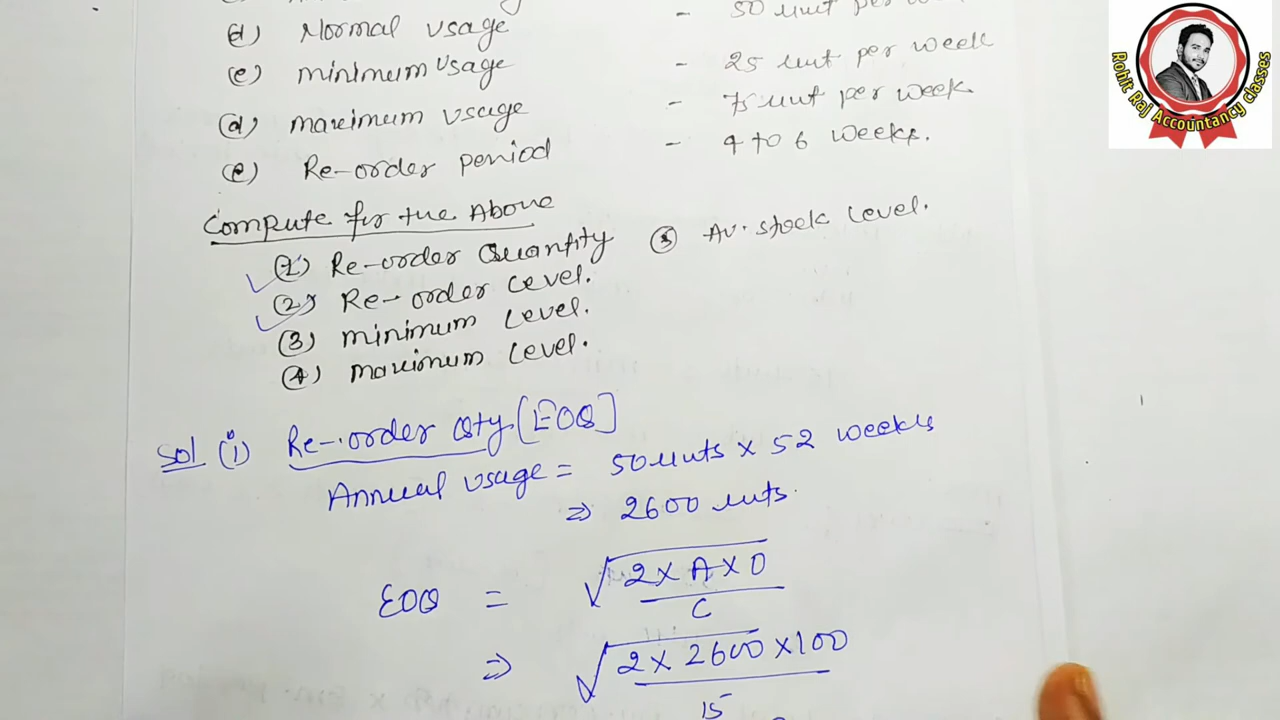 (d) Normal usage - 50 unit per week
(e) minimum usage - 25 unit per week
(d) maximum usage - 75 unit per week
(e) Re-order period - 4 to 6 weeks.
Compute for the Above
(1) Re-order Quantity (5) Av. stock Level.
(2) Re-order Level.
(3) minimum Level.
(4) maximum Level.
Sol (i) Re-order Qty [EOQ]
Annual usage = 50 units × 52 weeks
⇒ 2600 units
EOQ = √2 × A × O / C
⇒ √2 × 2600 × 100 / 15
Rohit Raj Accountancy classes